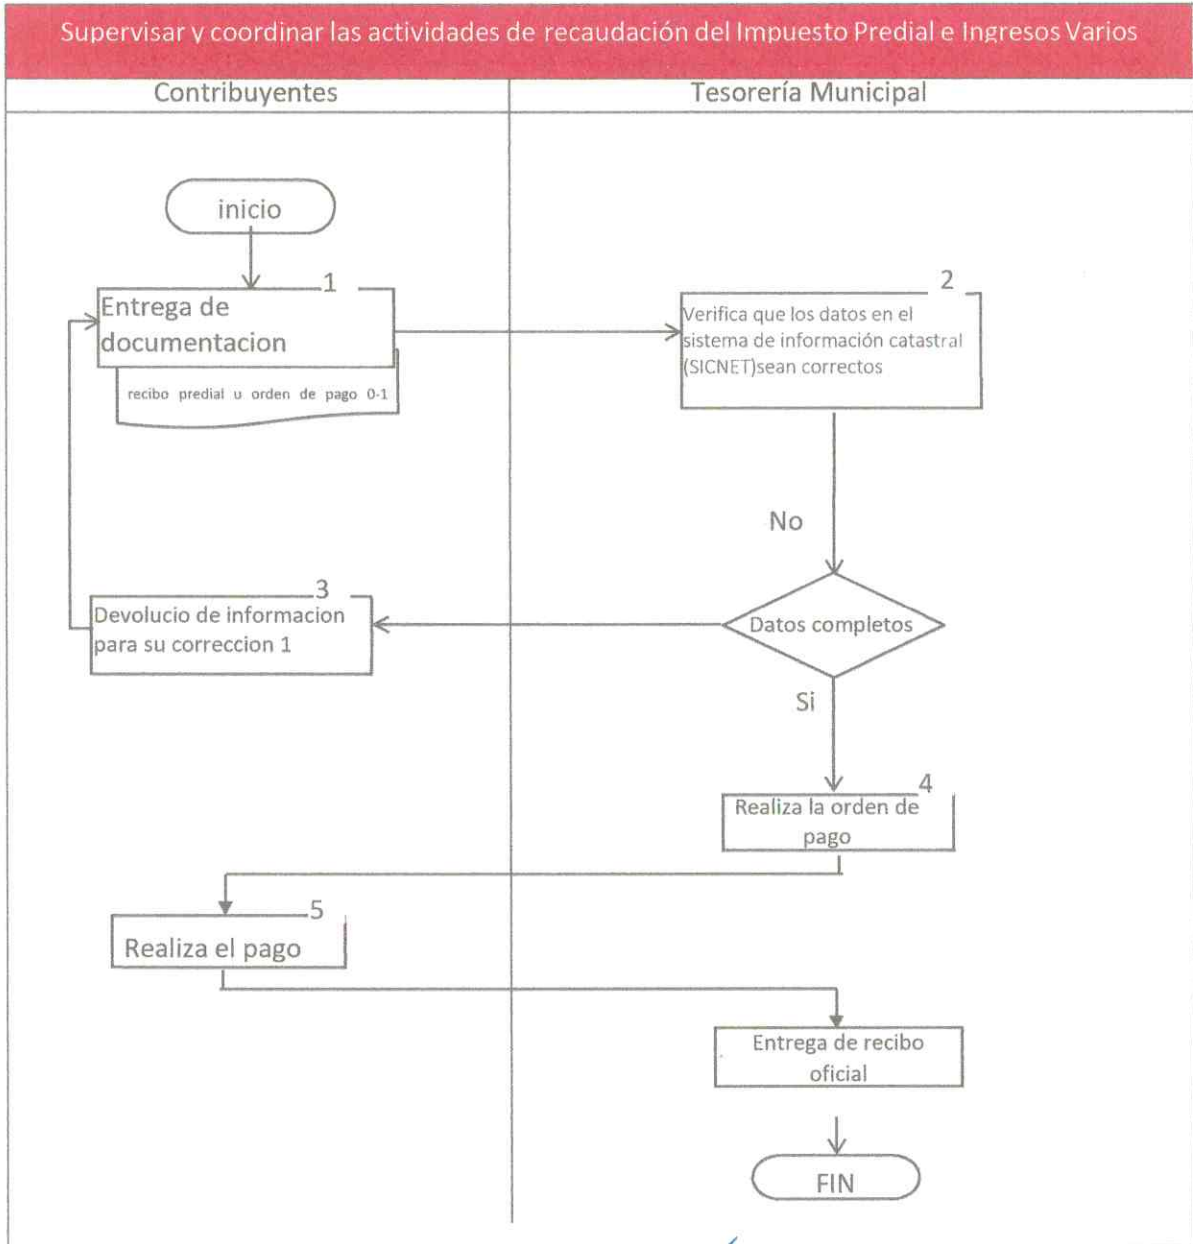 Supervisar y coordinar las actividades de recaudación del Impuesto Predial e Ingresos Varios
Contribuyentes
Tesorería Municipal
inicio
1
Entrega de
documentacion
recibo predial u orden de pago 0-1
2
Verifica que los datos en el
sistema de información catastral
(SICNET)sean correctos
No
3
Devolucio de informacion
para su correccion 1
Datos completos
Si
4
Realiza la orden de
pago
5
Realiza el pago
Entrega de recibo
oficial
FIN